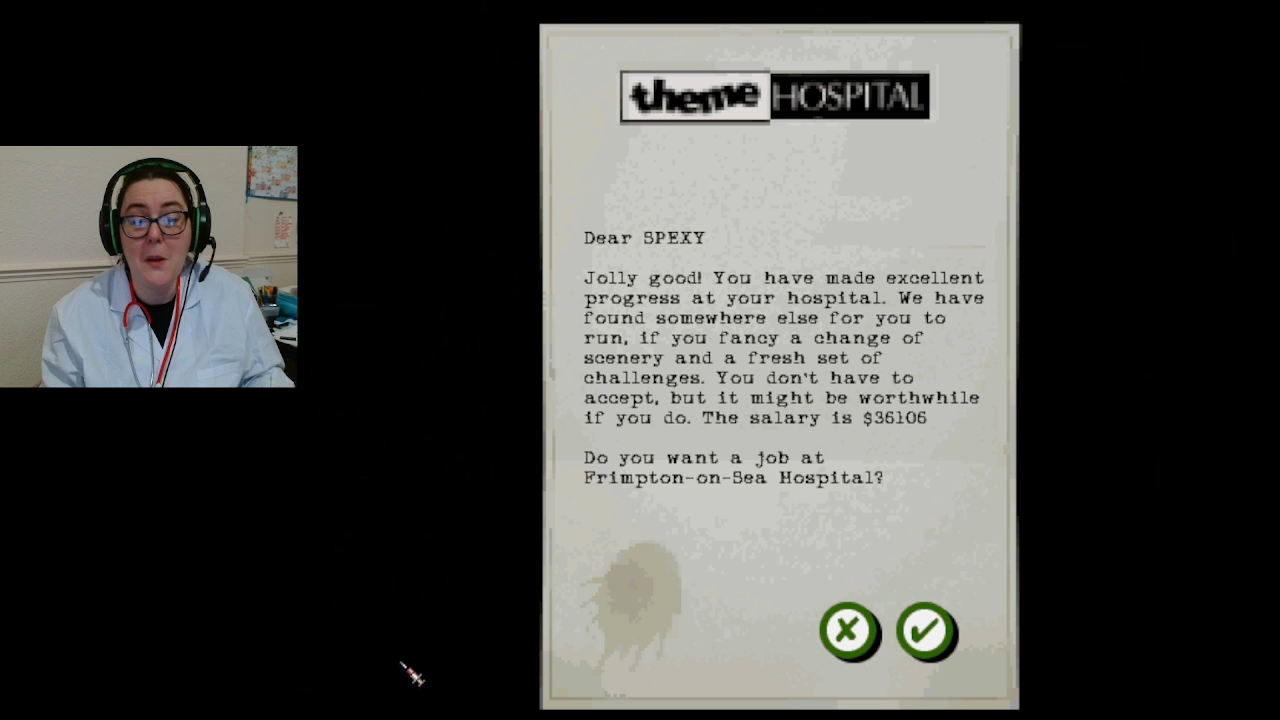 theme HOSPITAL
Dear SPEXY
Jolly good! You have made excellent
progress at your hospital. We have
found somewhere else for you to
run, if you fancy a change of
scenery and a fresh set of
challenges. You don't have to
accept, but it might be worthwhile
if you do. The salary is $36106
Do you want a job at
Frimpton-on-Sea Hospital?